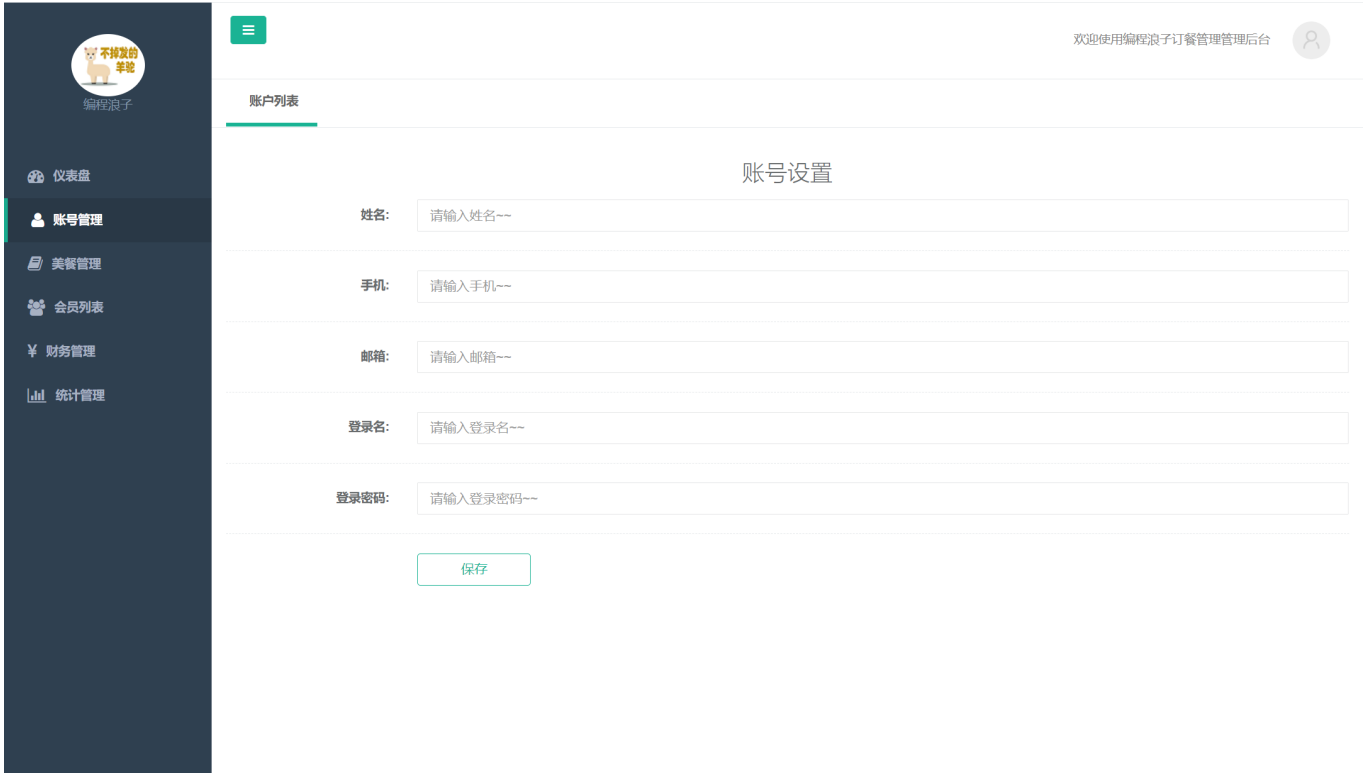 不掉发的
羊驼
编程浪子
仪表盘
账号管理
美餐管理
会员列表
¥ 财务管理
统计管理
欢迎使用编程浪子订餐管理管理后台
账户列表
账号设置
姓名: 请输入姓名~~
手机: 请输入手机~~
邮箱: 请输入邮箱~~
登录名: 请输入登录名~~
登录密码: 请输入登录密码~~
保存